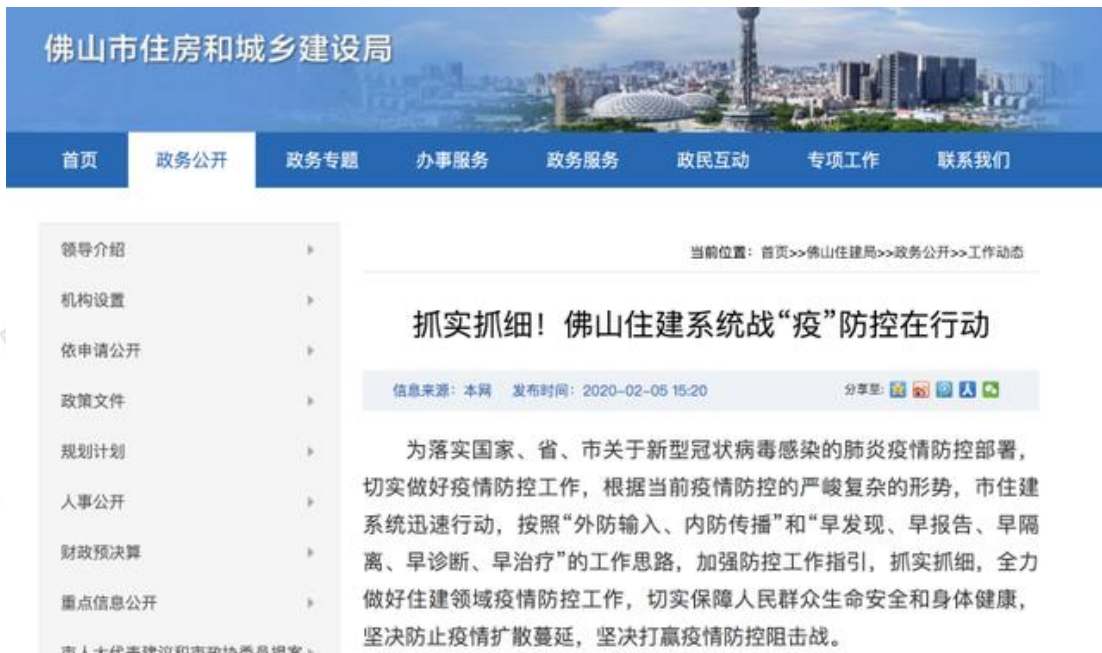 佛山市住房和城乡建设局
首页 政务公开 政务专题 办事服务 政务服务 政民互动 专项工作 联系我们
领导介绍
机构设置
依申请公开
政策文件
规划计划
人事公开
财政预决算
重点信息公开
市人大代表建议和市政协委员提案
当前位置：首页>>佛山住建局>>政务公开>>工作动态
抓实抓细！佛山住建系统战“疫”防控在行动
信息来源：本网 发布时间：2020-02-05 15:20 分享至:
为落实国家、省、市关于新型冠状病毒感染的肺炎疫情防控部署，
切实做好疫情防控工作，根据当前疫情防控的严峻复杂的形势，市住建
系统迅速行动，按照“外防输入、内防传播”和“早发现、早报告、早隔
离、早诊断、早治疗”的工作思路，加强防控工作指引，抓实抓细，全力
做好住建领域疫情防控工作，切实保障人民群众生命安全和身体健康，
坚决防止疫情扩散蔓延，坚决打赢疫情防控阻击战。